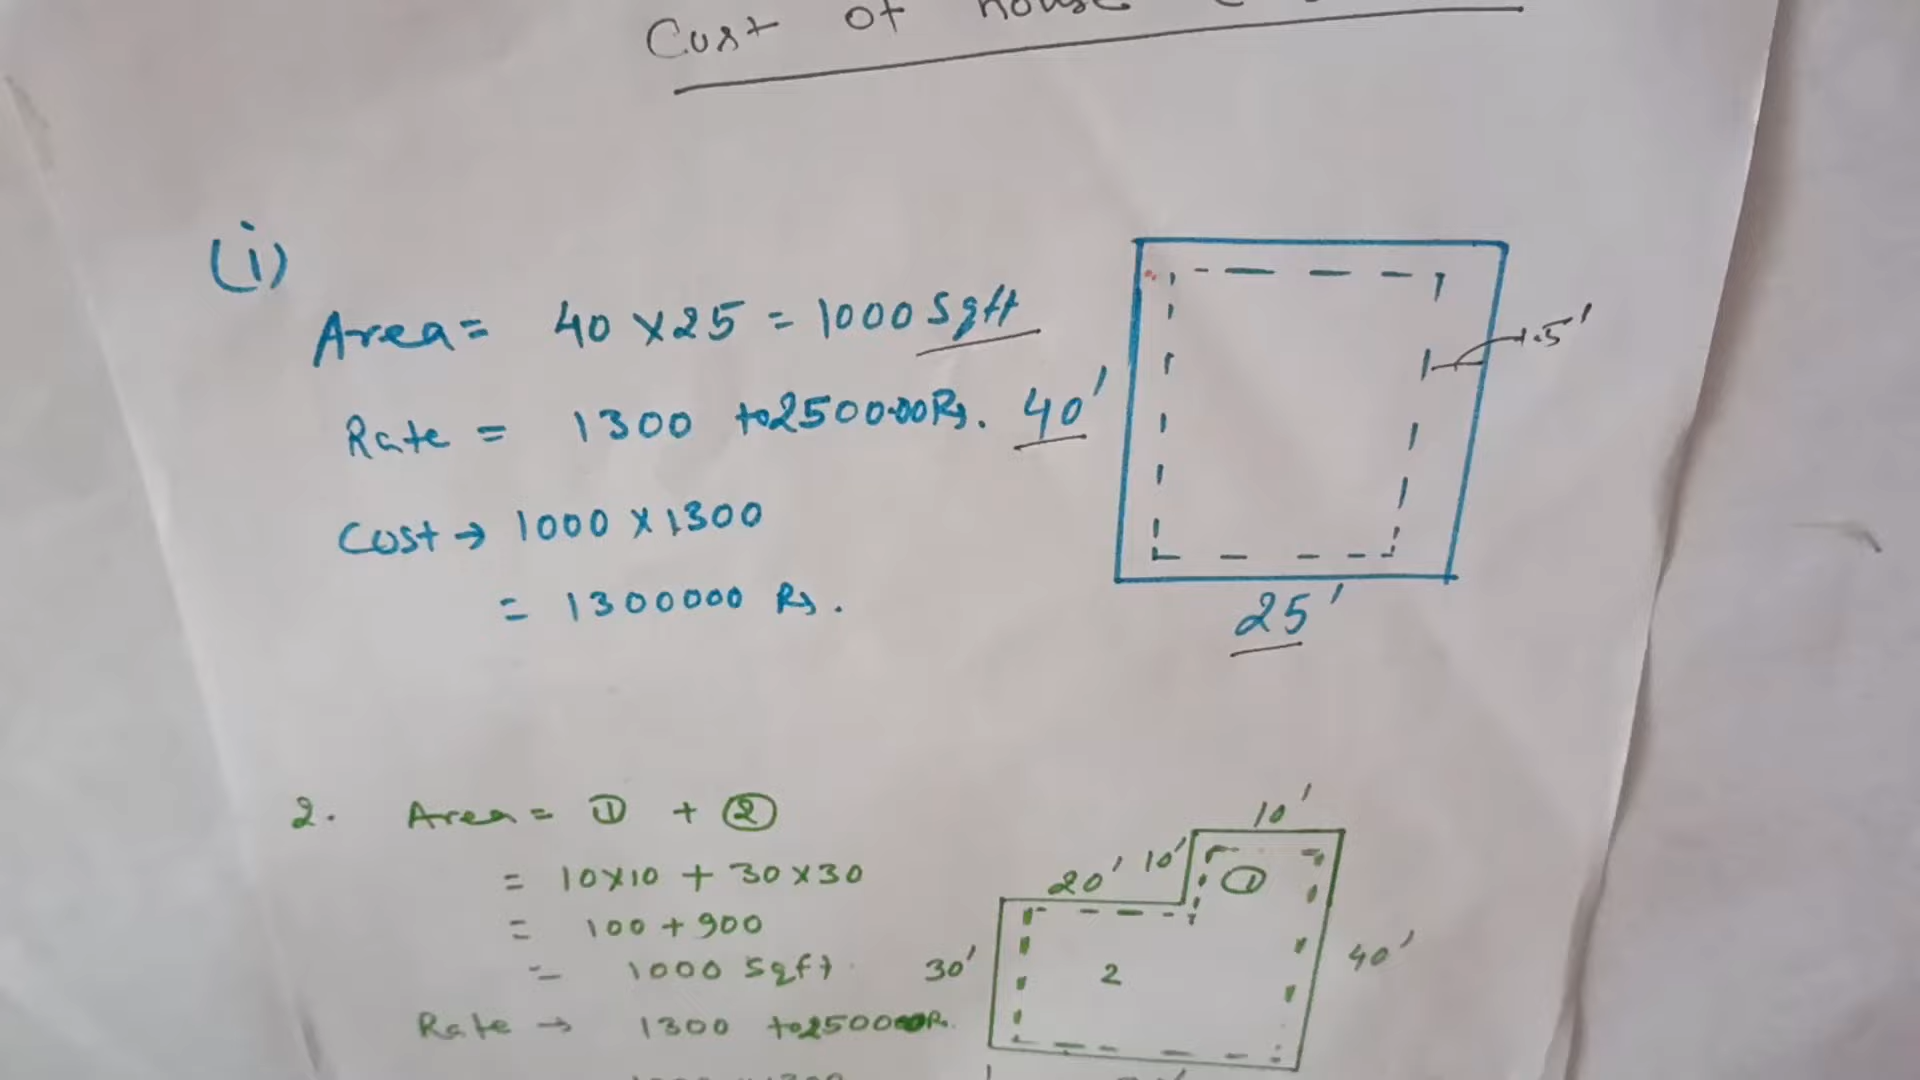 Cost of house
(i)
Area = 40 x 25 = 1000 Sqft
Rate = 1300 to 2500.00 Rs.
Cost → 1000 x 1300
= 1300000 Rs.
40'
1.5'
25'
2. Area = ① + ②
= 10x10 + 30x30
= 100 + 900
= 1000 Sqft
Rate → 1300 to 2500
10'
20' 10' ①
30' 2 40'